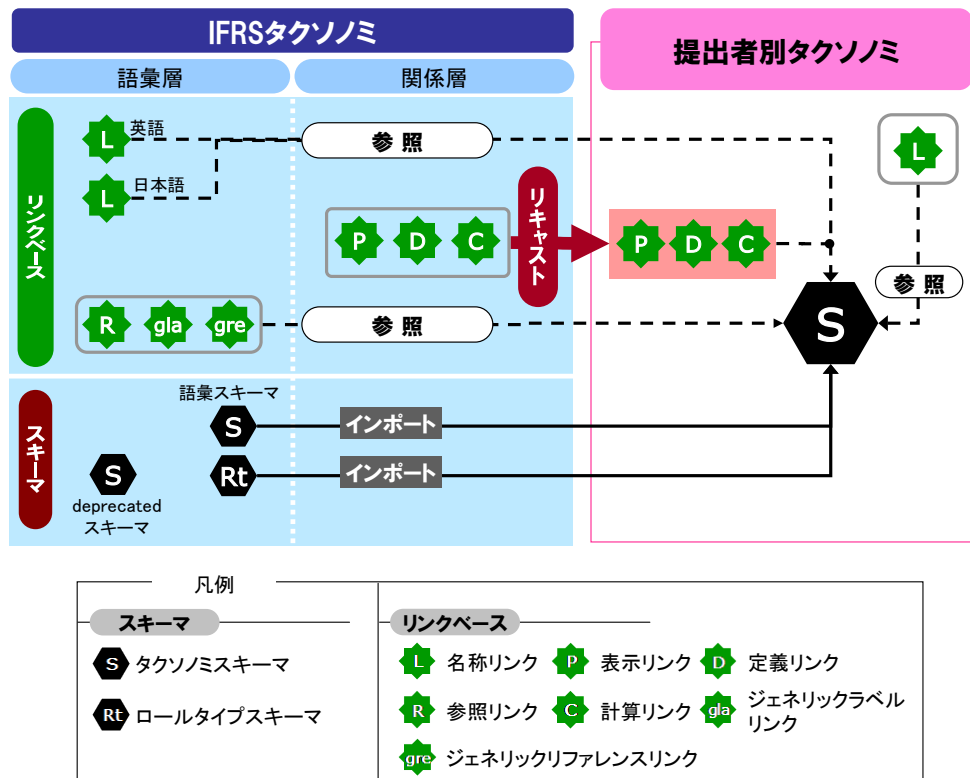 IFRSタクソノミ
提出者別タクソノミ
語彙層
関係層
リンクベース
L
英語
参照
L
L
日本語
リキャスト
P
D
C
P
D
C
参照
R
gla
gre
参照
S
スキーマ
語彙スキーマ
S
インポート
S
Rt
インポート
deprecated
スキーマ
凡例
スキーマ
リンクベース
S
タクソノミスキーマ
L
名称リンク
P
表示リンク
D
定義リンク
Rt
ロールタイプスキーマ
R
参照リンク
C
計算リンク
gla
ジェネリックラベル
リンク
gre
ジェネリックリファレンスリンク